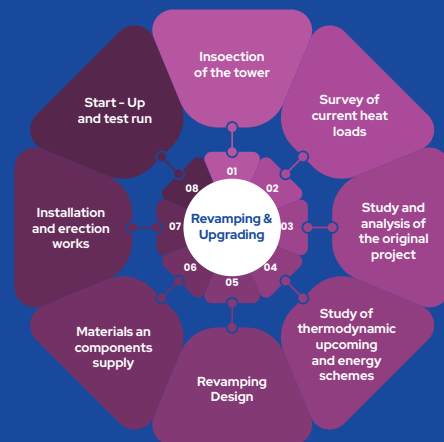 Insoection
of the tower
Survey of
current heat
loads
Study and
analysis of
the original
project
Study of
thermodynamic
upcoming
and energy
schemes
Revamping
Design
Materials an
components
supply
Installation
and erection
works
Start - Up
and test run
01
02
03
04
05
06
07
08
Revamping &
Upgrading